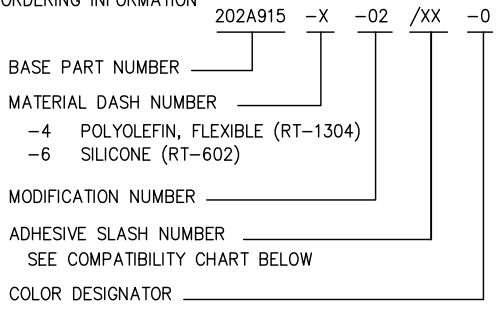 ORDERING INFORMATION
202A915 -X -02 /XX -0
BASE PART NUMBER
MATERIAL DASH NUMBER
-4 POLYOLEFIN, FLEXIBLE (RT-1304)
-6 SILICONE (RT-602)
MODIFICATION NUMBER
ADHESIVE SLASH NUMBER
SEE COMPATIBILITY CHART BELOW
COLOR DESIGNATOR